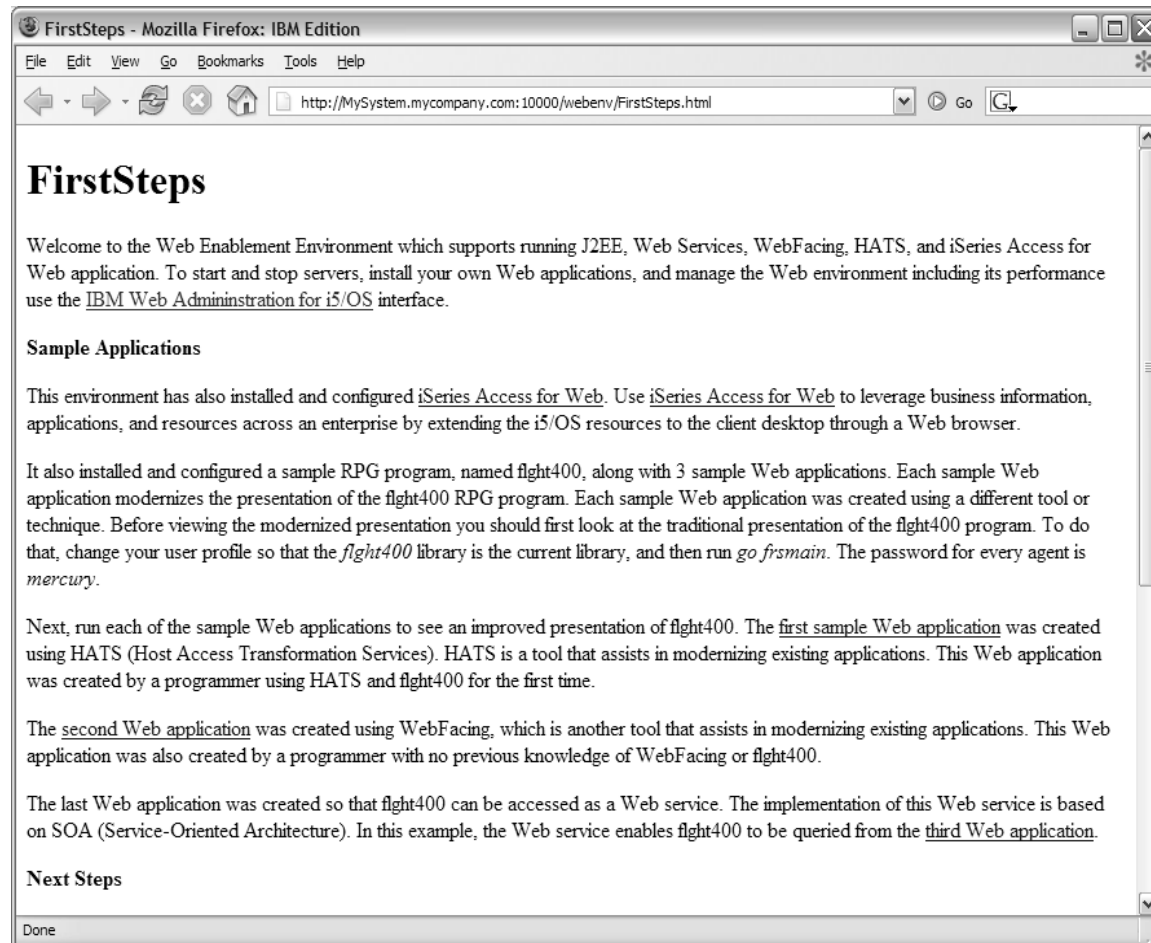 FirstSteps - Mozilla Firefox: IBM Edition
File Edit View Go Bookmarks Tools Help
http://MySystem.mycompany.com:10000/webenv/FirstSteps.html Go G
FirstSteps
Welcome to the Web Enablement Environment which supports running J2EE, Web Services, WebFacing, HATS, and iSeries Access for
Web application. To start and stop servers, install your own Web applications, and manage the Web environment including its performance
use the IBM Web Admininstration for i5/OS interface.
Sample Applications
This environment has also installed and configured iSeries Access for Web. Use iSeries Access for Web to leverage business information,
applications, and resources across an enterprise by extending the i5/OS resources to the client desktop through a Web browser.
It also installed and configured a sample RPG program, named flght400, along with 3 sample Web applications. Each sample Web
application modernizes the presentation of the flght400 RPG program. Each sample Web application was created using a different tool or
technique. Before viewing the modernized presentation you should first look at the traditional presentation of the flght400 program. To do
that, change your user profile so that the flght400 library is the current library, and then run go frsmain. The password for every agent is
mercury.
Next, run each of the sample Web applications to see an improved presentation of flght400. The first sample Web application was created
using HATS (Host Access Transformation Services). HATS is a tool that assists in modernizing existing applications. This Web application
was created by a programmer using HATS and flght400 for the first time.
The second Web application was created using WebFacing, which is another tool that assists in modernizing existing applications. This Web
application was also created by a programmer with no previous knowledge of WebFacing or flght400.
The last Web application was created so that flght400 can be accessed as a Web service. The implementation of this Web service is based
on SOA (Service-Oriented Architecture). In this example, the Web service enables flght400 to be queried from the third Web application.
Next Steps
Done